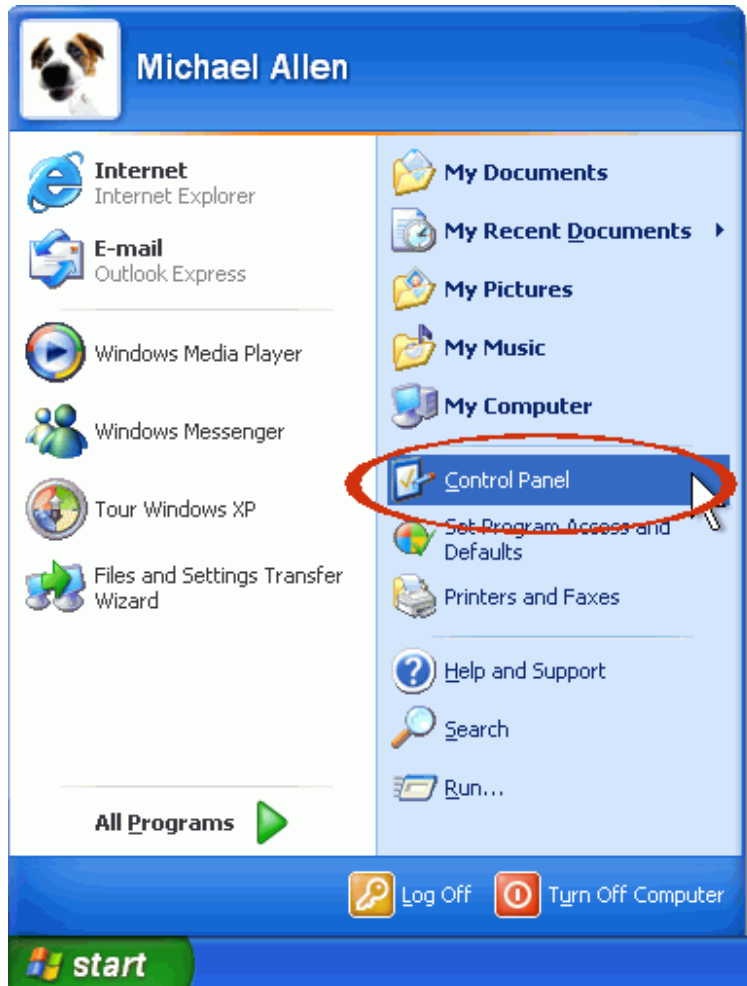 Michael Allen
Internet
Internet Explorer
E-mail
Outlook Express
Windows Media Player
Windows Messenger
Tour Windows XP
Files and Settings Transfer
Wizard
All Programs
My Documents
My Recent Documents
My Pictures
My Music
My Computer
Control Panel
Set Program Access and
Defaults
Printers and Faxes
Help and Support
Search
Run...
Log Off
Turn Off Computer
start